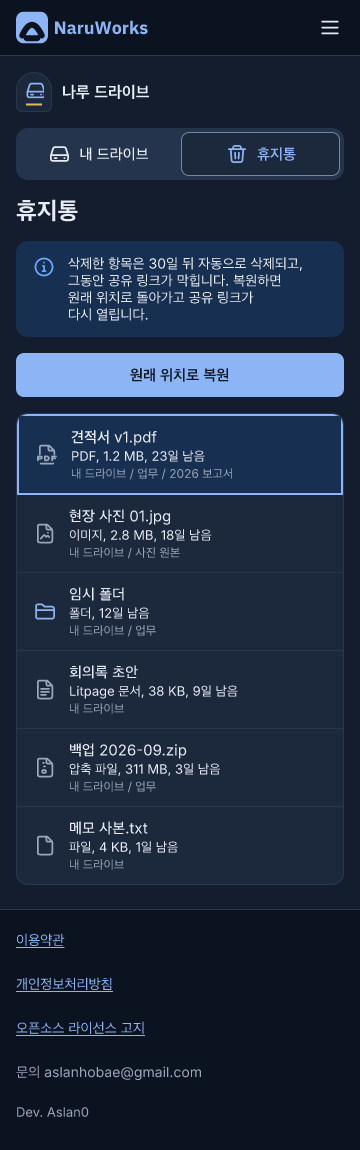 NaruWorks
나루 드라이브
내 드라이브
휴지통
휴지통
삭제한 항목은 30일 뒤 자동으로 삭제되고,
그동안 공유 링크가 막힙니다. 복원하면
원래 위치로 돌아가고 공유 링크가
다시 열립니다.
원래 위치로 복원
PDF
견적서 v1.pdf
PDF, 1.2 MB, 23일 남음
내 드라이브 / 업무 / 2026 보고서
현장 사진 01.jpg
이미지, 2.8 MB, 18일 남음
내 드라이브 / 사진 원본
임시 폴더
폴더, 12일 남음
내 드라이브 / 업무
회의록 초안
Litpage 문서, 38 KB, 9일 남음
내 드라이브
백업 2026-09.zip
압축 파일, 311 MB, 3일 남음
내 드라이브 / 업무
메모 사본.txt
파일, 4 KB, 1일 남음
내 드라이브
이용약관
개인정보처리방침
오픈소스 라이선스 고지
문의 aslanhobae@gmail.com
Dev. Aslan0